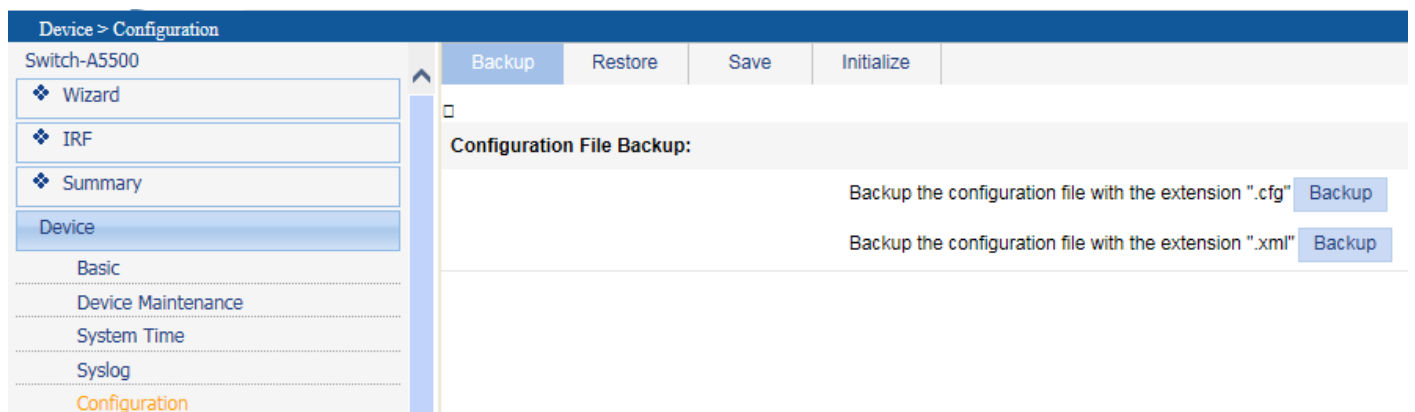 Device > Configuration
Switch-A5500
Wizard
IRF
Summary
Device
Basic
Device Maintenance
System Time
Syslog
Configuration
Backup Restore Save Initialize
Configuration File Backup:
Backup the configuration file with the extension ".cfg" Backup
Backup the configuration file with the extension ".xml" Backup